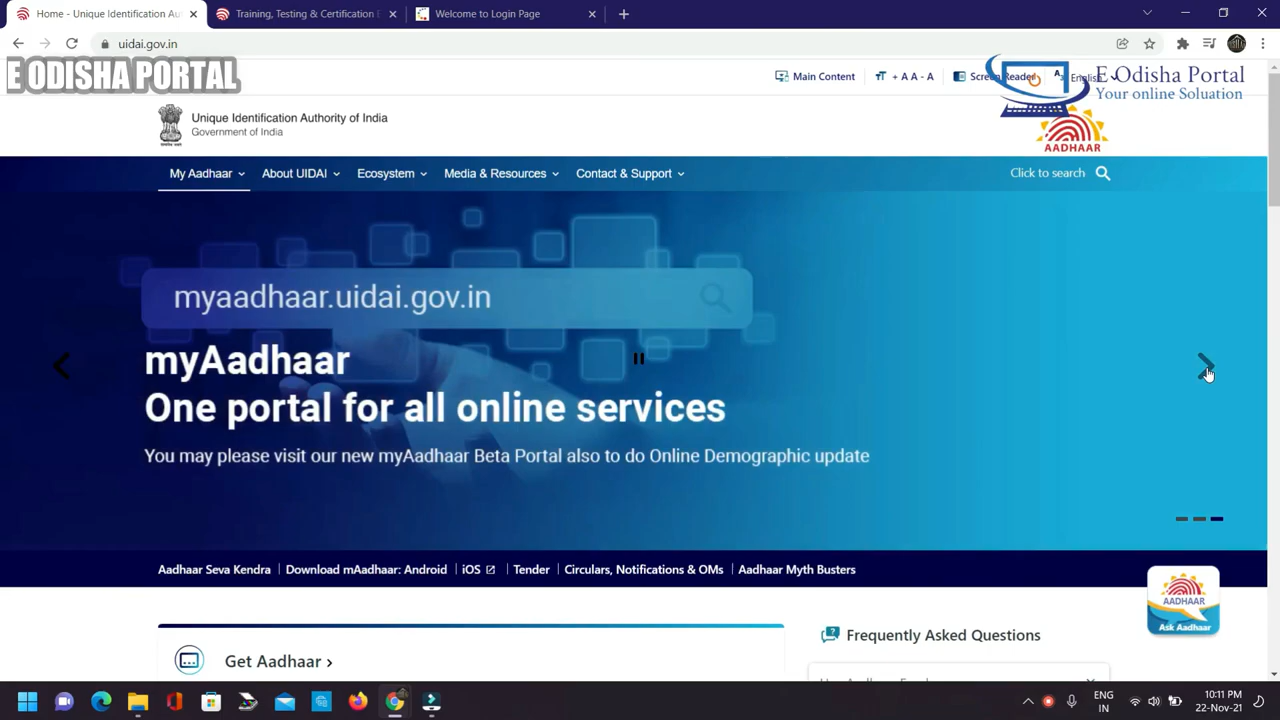 Home - Unique Identification Au
Training, Testing & Certification E
Welcome to Login Page
uidai.gov.in
E ODISHA PORTAL
Main Content
TT + A A - A
Screen Reader
English
E Odisha Portal
Your online Soluation
Unique Identification Authority of India
Government of India
AADHAAR
My Aadhaar
About UIDAI
Ecosystem
Media & Resources
Contact & Support
Click to search
myaadhaar.uidai.gov.in
myAadhaar
One portal for all online services
You may please visit our new myAadhaar Beta Portal also to do Online Demographic update
Aadhaar Seva Kendra | Download mAadhaar: Android | iOS | Tender | Circulars, Notifications & OMs | Aadhaar Myth Busters
AADHAAR
Ask Aadhaar
Get Aadhaar ›
Frequently Asked Questions
ENG
IN
10:11 PM
22-Nov-21